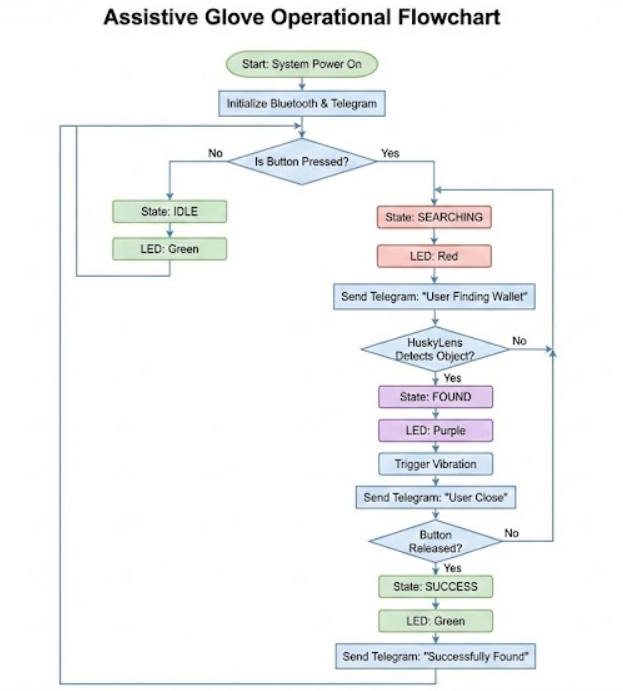 Assistive Glove Operational Flowchart
Start: System Power On
Initialize Bluetooth & Telegram
Is Button Pressed?
No
Yes
State: IDLE
LED: Green
State: SEARCHING
LED: Red
Send Telegram: "User Finding Wallet"
HuskyLens
Detects Object?
No
Yes
State: FOUND
LED: Purple
Trigger Vibration
Send Telegram: "User Close"
Button
Released?
No
Yes
State: SUCCESS
LED: Green
Send Telegram: "Successfully Found"